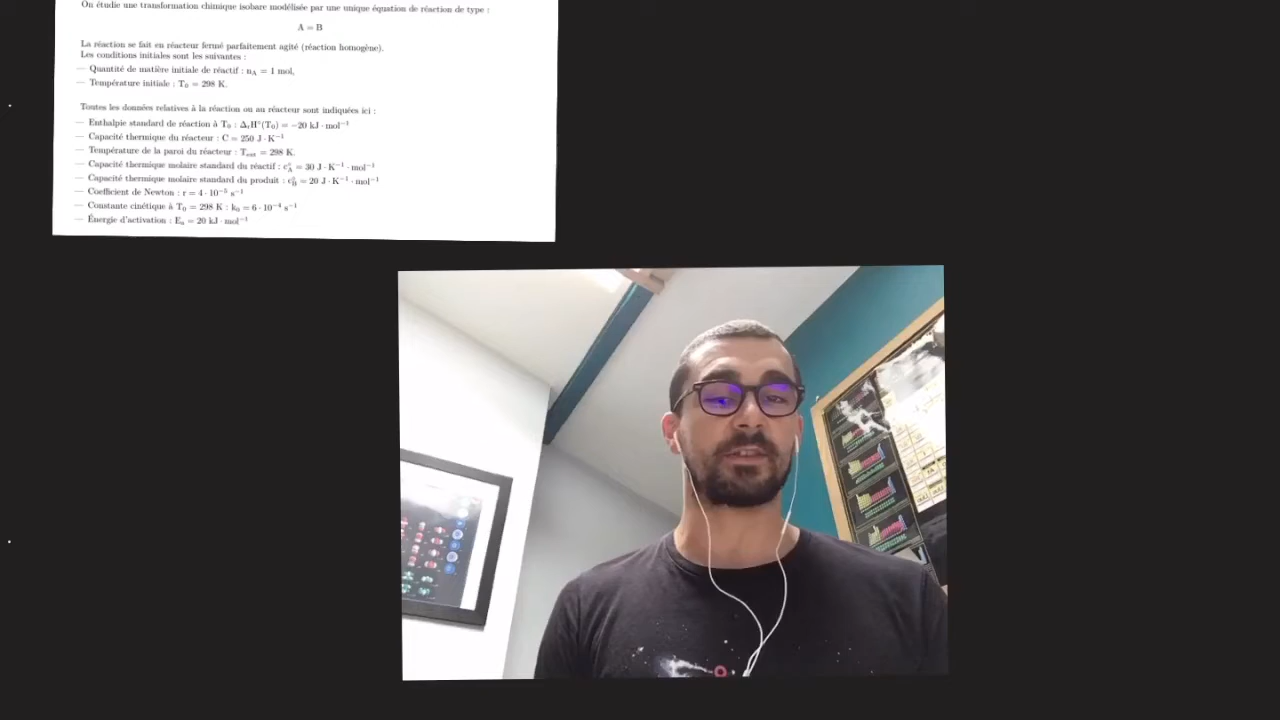 On étudie une transformation chimique isobare modélisée par une unique équation de réaction de type :
A = B
La réaction se fait en réacteur fermé parfaitement agité (réaction homogène).
Les conditions initiales sont les suivantes :
— Quantité de matière initiale de réactif : n_A = 1 mol,
— Température initiale : T₀ = 298 K.
Toutes les données relatives à la réaction ou au réacteur sont indiquées ici :
— Enthalpie standard de réaction à T₀ : ΔᵣH°(T₀) = −20 kJ · mol⁻¹
— Capacité thermique du réacteur : C = 250 J · K⁻¹
— Température de la paroi du réacteur : T_ext = 298 K.
— Capacité thermique molaire standard du réactif : c°_A = 30 J · K⁻¹ · mol⁻¹
— Capacité thermique molaire standard du produit : c°_B = 20 J · K⁻¹ · mol⁻¹
— Coefficient de Newton : r = 4 · 10⁻⁵ s⁻¹
— Constante cinétique à T₀ = 298 K : k₀ = 6 · 10⁻⁴ s⁻¹
— Énergie d'activation : Eₐ = 20 kJ · mol⁻¹